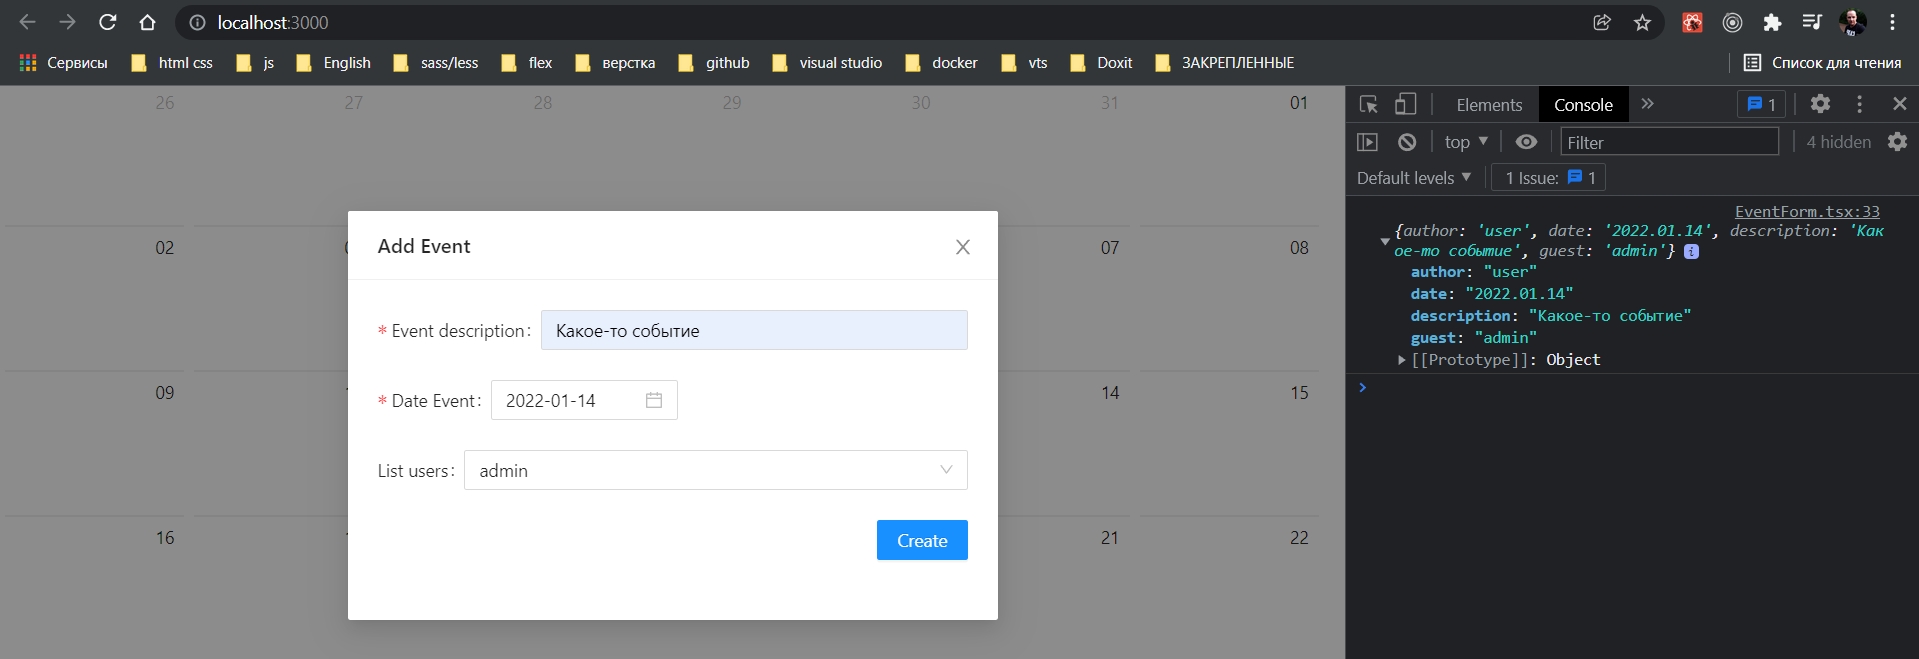 localhost:3000
Сервисы html css js English sass/less flex верстка github visual studio docker vts Doxit ЗАКРЕПЛЕННЫЕ Список для чтения
26 27 28 29 30 31 01
Elements Console » 1
top Filter 4 hidden
Default levels 1 Issue: 1
EventForm.tsx:33
{author: 'user', date: '2022.01.14', description: 'Как
ое-то событие', guest: 'admin'} i
author: "user"
date: "2022.01.14"
description: "Какое-то событие"
guest: "admin"
[[Prototype]]: Object
02 07 08
Add Event
* Event description: Какое-то событие
09 14 15
* Date Event: 2022-01-14
List users: admin
16 21 22
Create